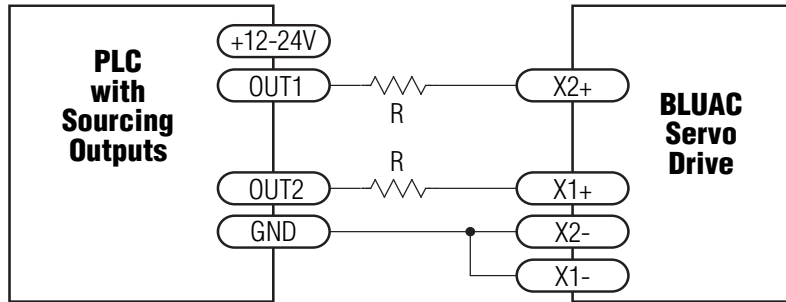 PLC
with
Sourcing
Outputs
+12-24V
OUT1
OUT2
GND
R
R
X2+
X1+
X2-
X1-
BLUAC
Servo
Drive